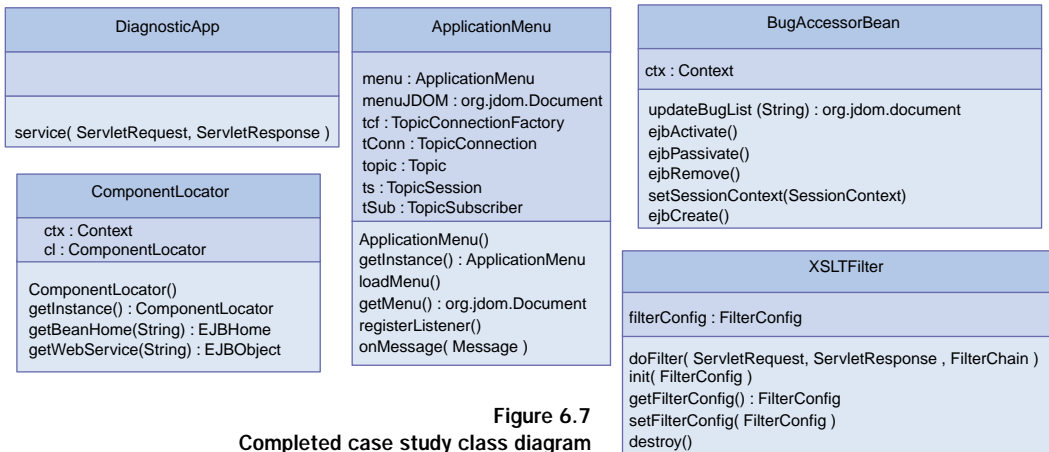 DiagnosticApp
service( ServletRequest, ServletResponse )
ComponentLocator
ctx : Context
cl : ComponentLocator
ComponentLocator()
getInstance() : ComponentLocator
getBeanHome(String) : EJBHome
getWebService(String) : EJBObject
ApplicationMenu
menu : ApplicationMenu
menuJDOM : org.jdom.Document
tcf : TopicConnectionFactory
tConn : TopicConnection
topic : Topic
ts : TopicSession
tSub : TopicSubscriber
ApplicationMenu()
getInstance() : ApplicationMenu
loadMenu()
getMenu() : org.jdom.Document
registerListener()
onMessage( Message )
BugAccessorBean
ctx : Context
updateBugList (String) : org.jdom.document
ejbActivate()
ejbPassivate()
ejbRemove()
setSessionContext(SessionContext)
ejbCreate()
XSLTFilter
filterConfig : FilterConfig
doFilter( ServletRequest, ServletResponse , FilterChain )
init( FilterConfig )
getFilterConfig() : FilterConfig
setFilterConfig( FilterConfig )
destroy()
Figure 6.7
Completed case study class diagram